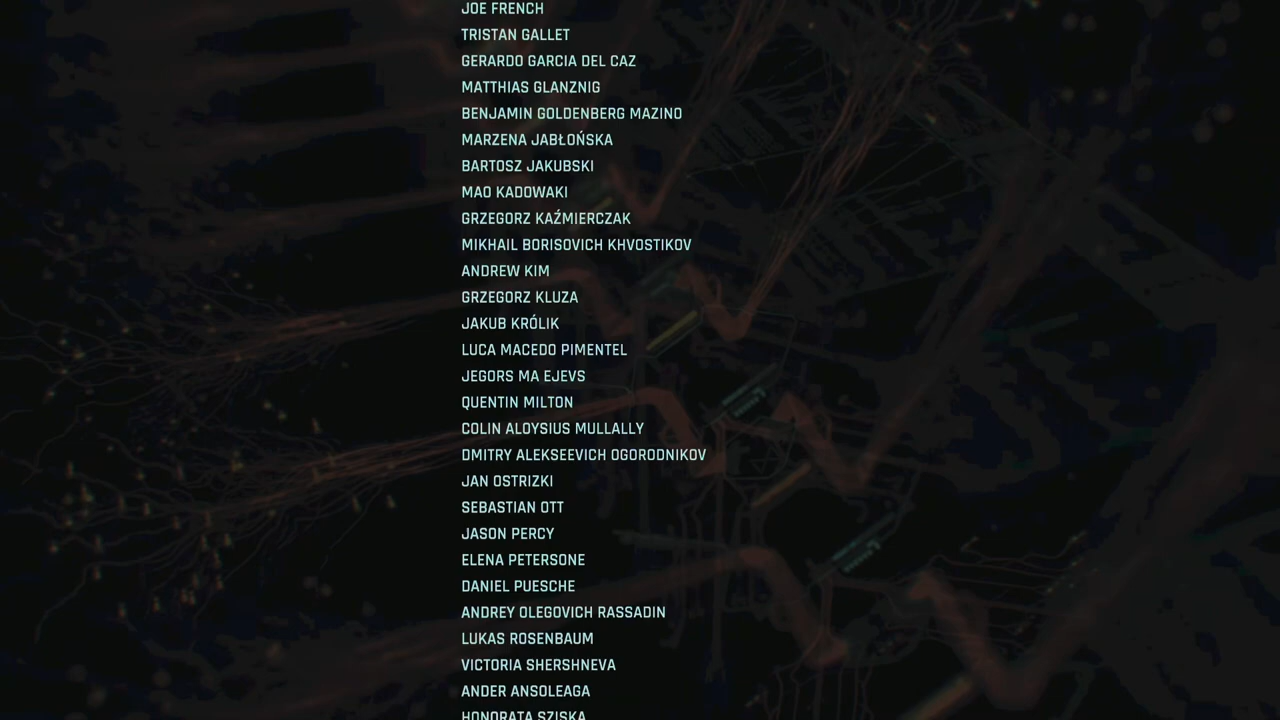 JOE FRENCH
TRISTAN GALLET
GERARDO GARCIA DEL CAZ
MATTHIAS GLANZNIG
BENJAMIN GOLDENBERG MAZINO
MARZENA JABŁOŃSKA
BARTOSZ JAKUBSKI
MAO KADOWAKI
GRZEGORZ KAŹMIERCZAK
MIKHAIL BORISOVICH KHVOSTIKOV
ANDREW KIM
GRZEGORZ KLUZA
JAKUB KRÓLIK
LUCA MACEDO PIMENTEL
JEGORS MA EJEVS
QUENTIN MILTON
COLIN ALOYSIUS MULLALLY
DMITRY ALEKSEEVICH OGORODNIKOV
JAN OSTRIZKI
SEBASTIAN OTT
JASON PERCY
ELENA PETERSONE
DANIEL PUESCHE
ANDREY OLEGOVICH RASSADIN
LUKAS ROSENBAUM
VICTORIA SHERSHNEVA
ANDER ANSOLEAGA
HONORATA SZISKA